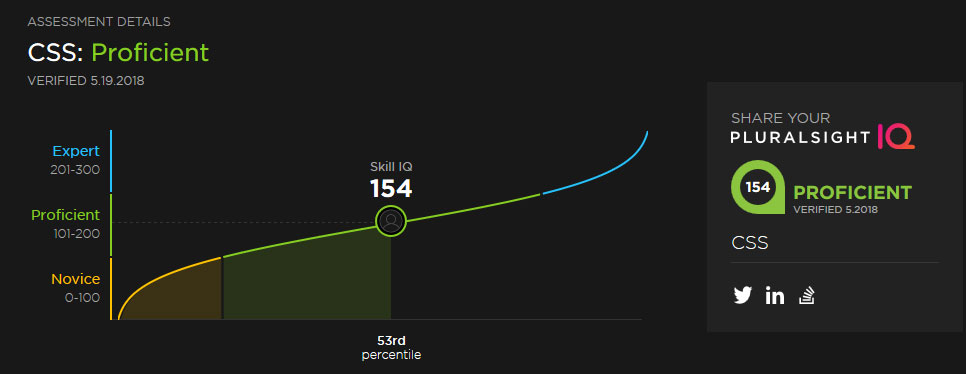 ASSESSMENT DETAILS
CSS: Proficient
VERIFIED 5.19.2018
Expert
201-300
Proficient
101-200
Novice
0-100
Skill IQ
154
53rd
percentile
SHARE YOUR
PLURALSIGHT IQ
154
PROFICIENT
VERIFIED 5.2018
CSS